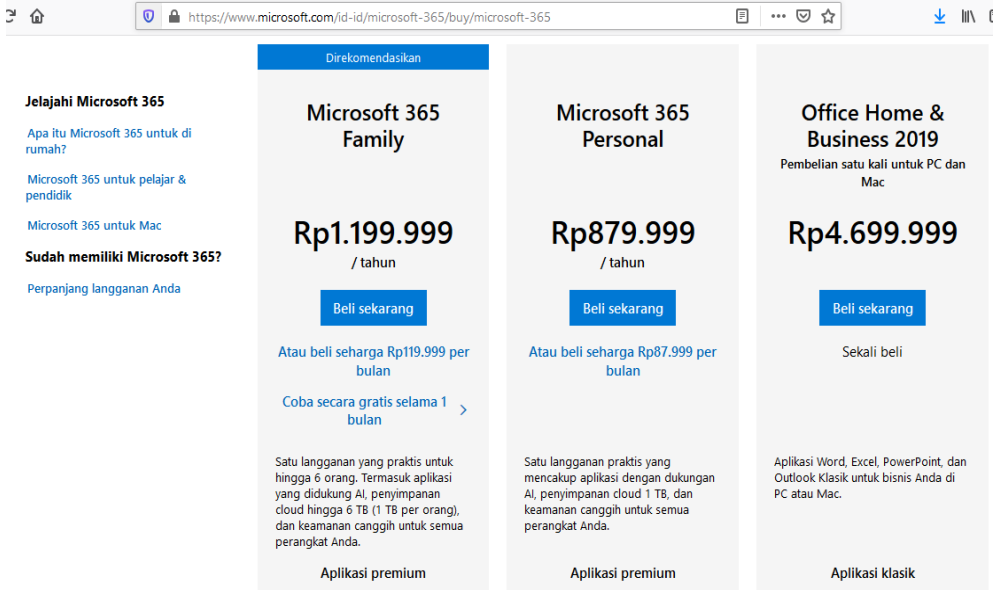 https://www.microsoft.com/id-id/microsoft-365/buy/microsoft-365
Jelajahi Microsoft 365
Apa itu Microsoft 365 untuk di
rumah?
Microsoft 365 untuk pelajar &
pendidik
Microsoft 365 untuk Mac
Sudah memiliki Microsoft 365?
Perpanjang langganan Anda
Direkomendasikan
Microsoft 365
Family
Rp1.199.999
/ tahun
Beli sekarang
Atau beli seharga Rp119.999 per
bulan
Coba secara gratis selama 1
bulan
Satu langganan yang praktis untuk
hingga 6 orang. Termasuk aplikasi
yang didukung AI, penyimpanan
cloud hingga 6 TB (1 TB per orang),
dan keamanan canggih untuk semua
perangkat Anda.
Aplikasi premium
Microsoft 365
Personal
Rp879.999
/ tahun
Beli sekarang
Atau beli seharga Rp87.999 per
bulan
Satu langganan praktis yang
mencakup aplikasi dengan dukungan
AI, penyimpanan cloud 1 TB, dan
keamanan canggih untuk semua
perangkat Anda.
Aplikasi premium
Office Home &
Business 2019
Pembelian satu kali untuk PC dan
Mac
Rp4.699.999
Beli sekarang
Sekali beli
Aplikasi Word, Excel, PowerPoint, dan
Outlook Klasik untuk bisnis Anda di
PC atau Mac.
Aplikasi klasik